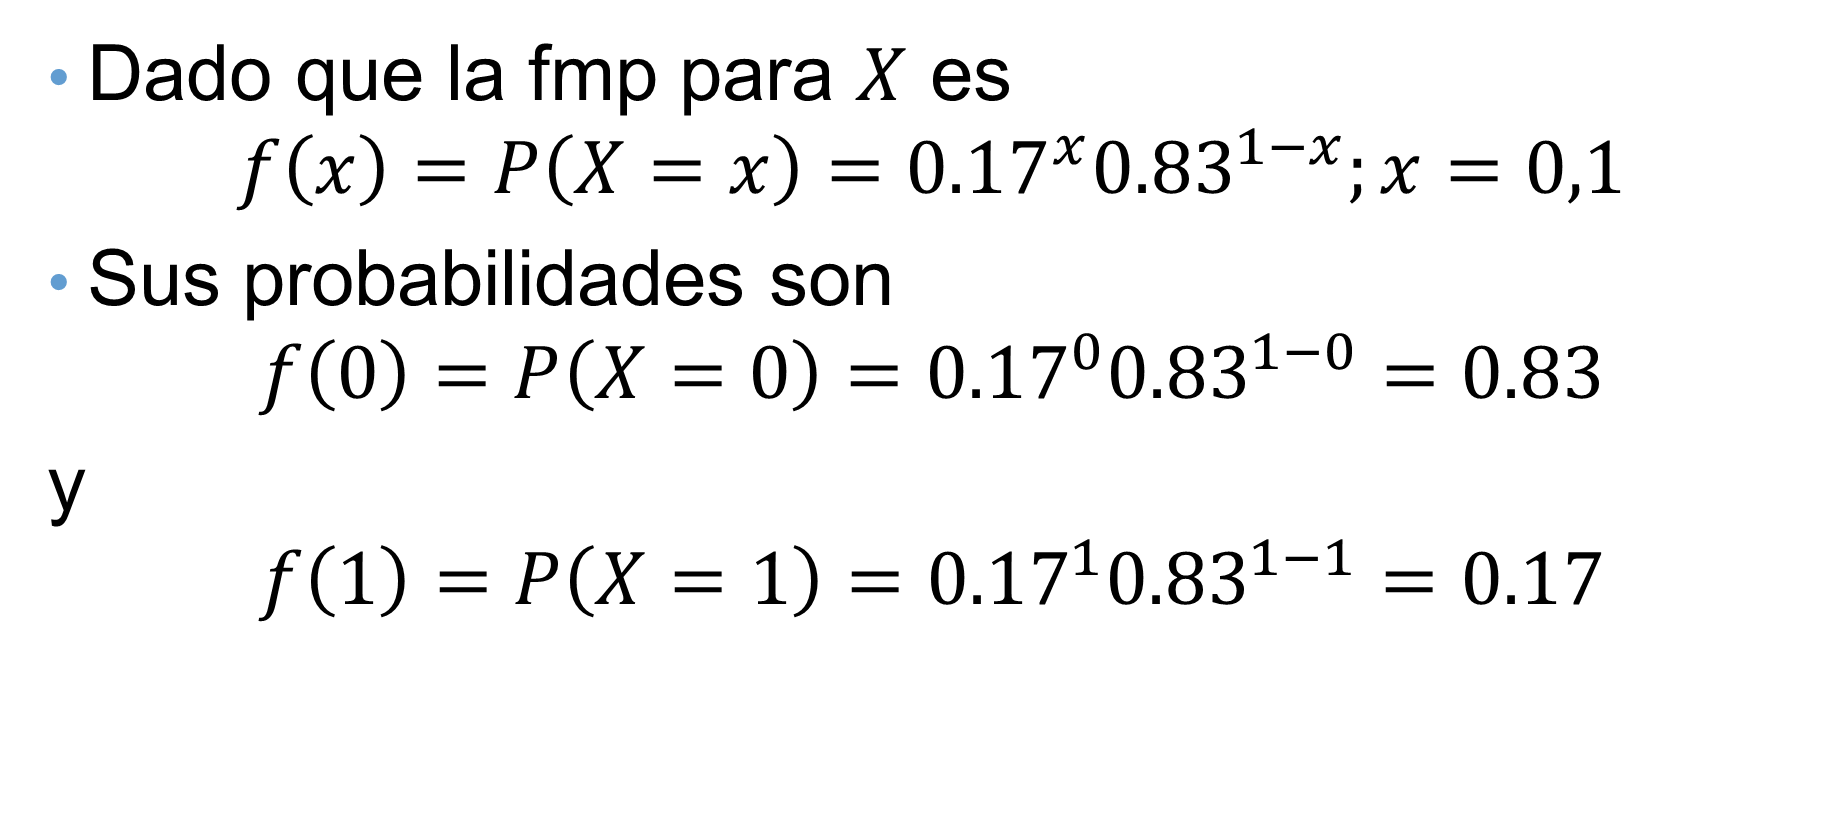 • Dado que la fmp para 𝑋 es
𝑓(𝑥) = 𝑃(𝑋 = 𝑥) = 0.17^𝑥 0.83^{1−𝑥}; 𝑥 = 0,1
• Sus probabilidades son
𝑓(0) = 𝑃(𝑋 = 0) = 0.17^0 0.83^{1−0} = 0.83
y
𝑓(1) = 𝑃(𝑋 = 1) = 0.17^1 0.83^{1−1} = 0.17